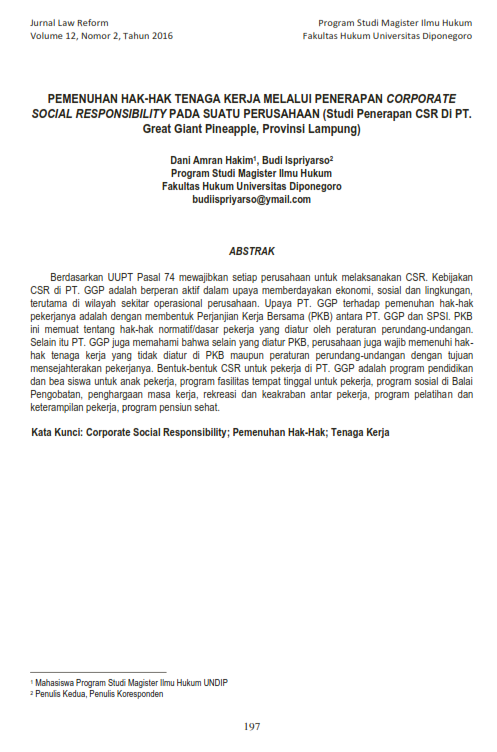 Jurnal Law Reform Program Studi Magister Ilmu Hukum
Volume 12, Nomor 2, Tahun 2016 Fakultas Hukum Universitas Diponegoro
PEMENUHAN HAK-HAK TENAGA KERJA MELALUI PENERAPAN CORPORATE
SOCIAL RESPONSIBILITY PADA SUATU PERUSAHAAN (Studi Penerapan CSR Di PT.
Great Giant Pineapple, Provinsi Lampung)
Dani Amran Hakim¹, Budi Ispriyarso²
Program Studi Magister Ilmu Hukum
Fakultas Hukum Universitas Diponegoro
budiispriyarso@ymail.com
ABSTRAK
Berdasarkan UUPT Pasal 74 mewajibkan setiap perusahaan untuk melaksanakan CSR. Kebijakan
CSR di PT. GGP adalah berperan aktif dalam upaya memberdayakan ekonomi, sosial dan lingkungan,
terutama di wilayah sekitar operasional perusahaan. Upaya PT. GGP terhadap pemenuhan hak-hak
pekerjanya adalah dengan membentuk Perjanjian Kerja Bersama (PKB) antara PT. GGP dan SPSI. PKB
ini memuat tentang hak-hak normatif/dasar pekerja yang diatur oleh peraturan perundang-undangan.
Selain itu PT. GGP juga memahami bahwa selain yang diatur PKB, perusahaan juga wajib memenuhi hak-
hak tenaga kerja yang tidak diatur di PKB maupun peraturan perundang-undangan dengan tujuan
mensejahterakan pekerjanya. Bentuk-bentuk CSR untuk pekerja di PT. GGP adalah program pendidikan
dan bea siswa untuk anak pekerja, program fasilitas tempat tinggal untuk pekerja, program sosial di Balai
Pengobatan, penghargaan masa kerja, rekreasi dan keakraban antar pekerja, program pelatihan dan
keterampilan pekerja, program pensiun sehat.
Kata Kunci: Corporate Social Responsibility; Pemenuhan Hak-Hak; Tenaga Kerja
¹ Mahasiswa Program Studi Magister Ilmu Hukum UNDIP
² Penulis Kedua, Penulis Koresponden
197